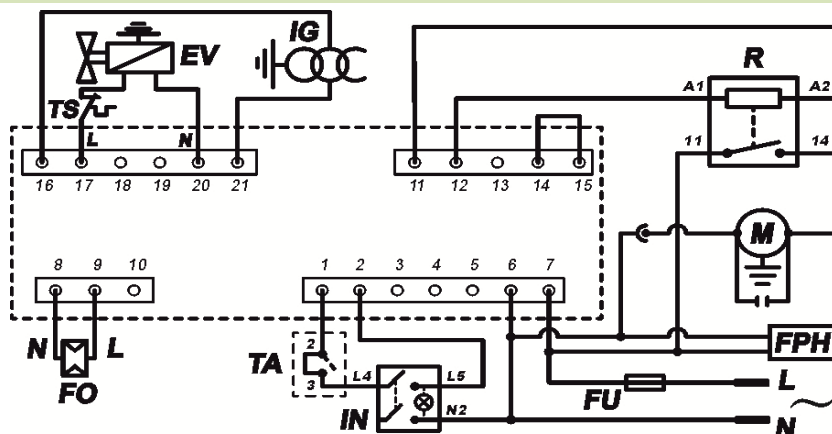 IG
EV
R
A1 A2
TS
L N
11 14
16 17 18 19 20 21
11 12 13 14 15
M
8 9 10
1 2 3 4 5 6 7
N L
FO
TA
2
3
L4 L5
N2
IN
FPH
FU
L
N